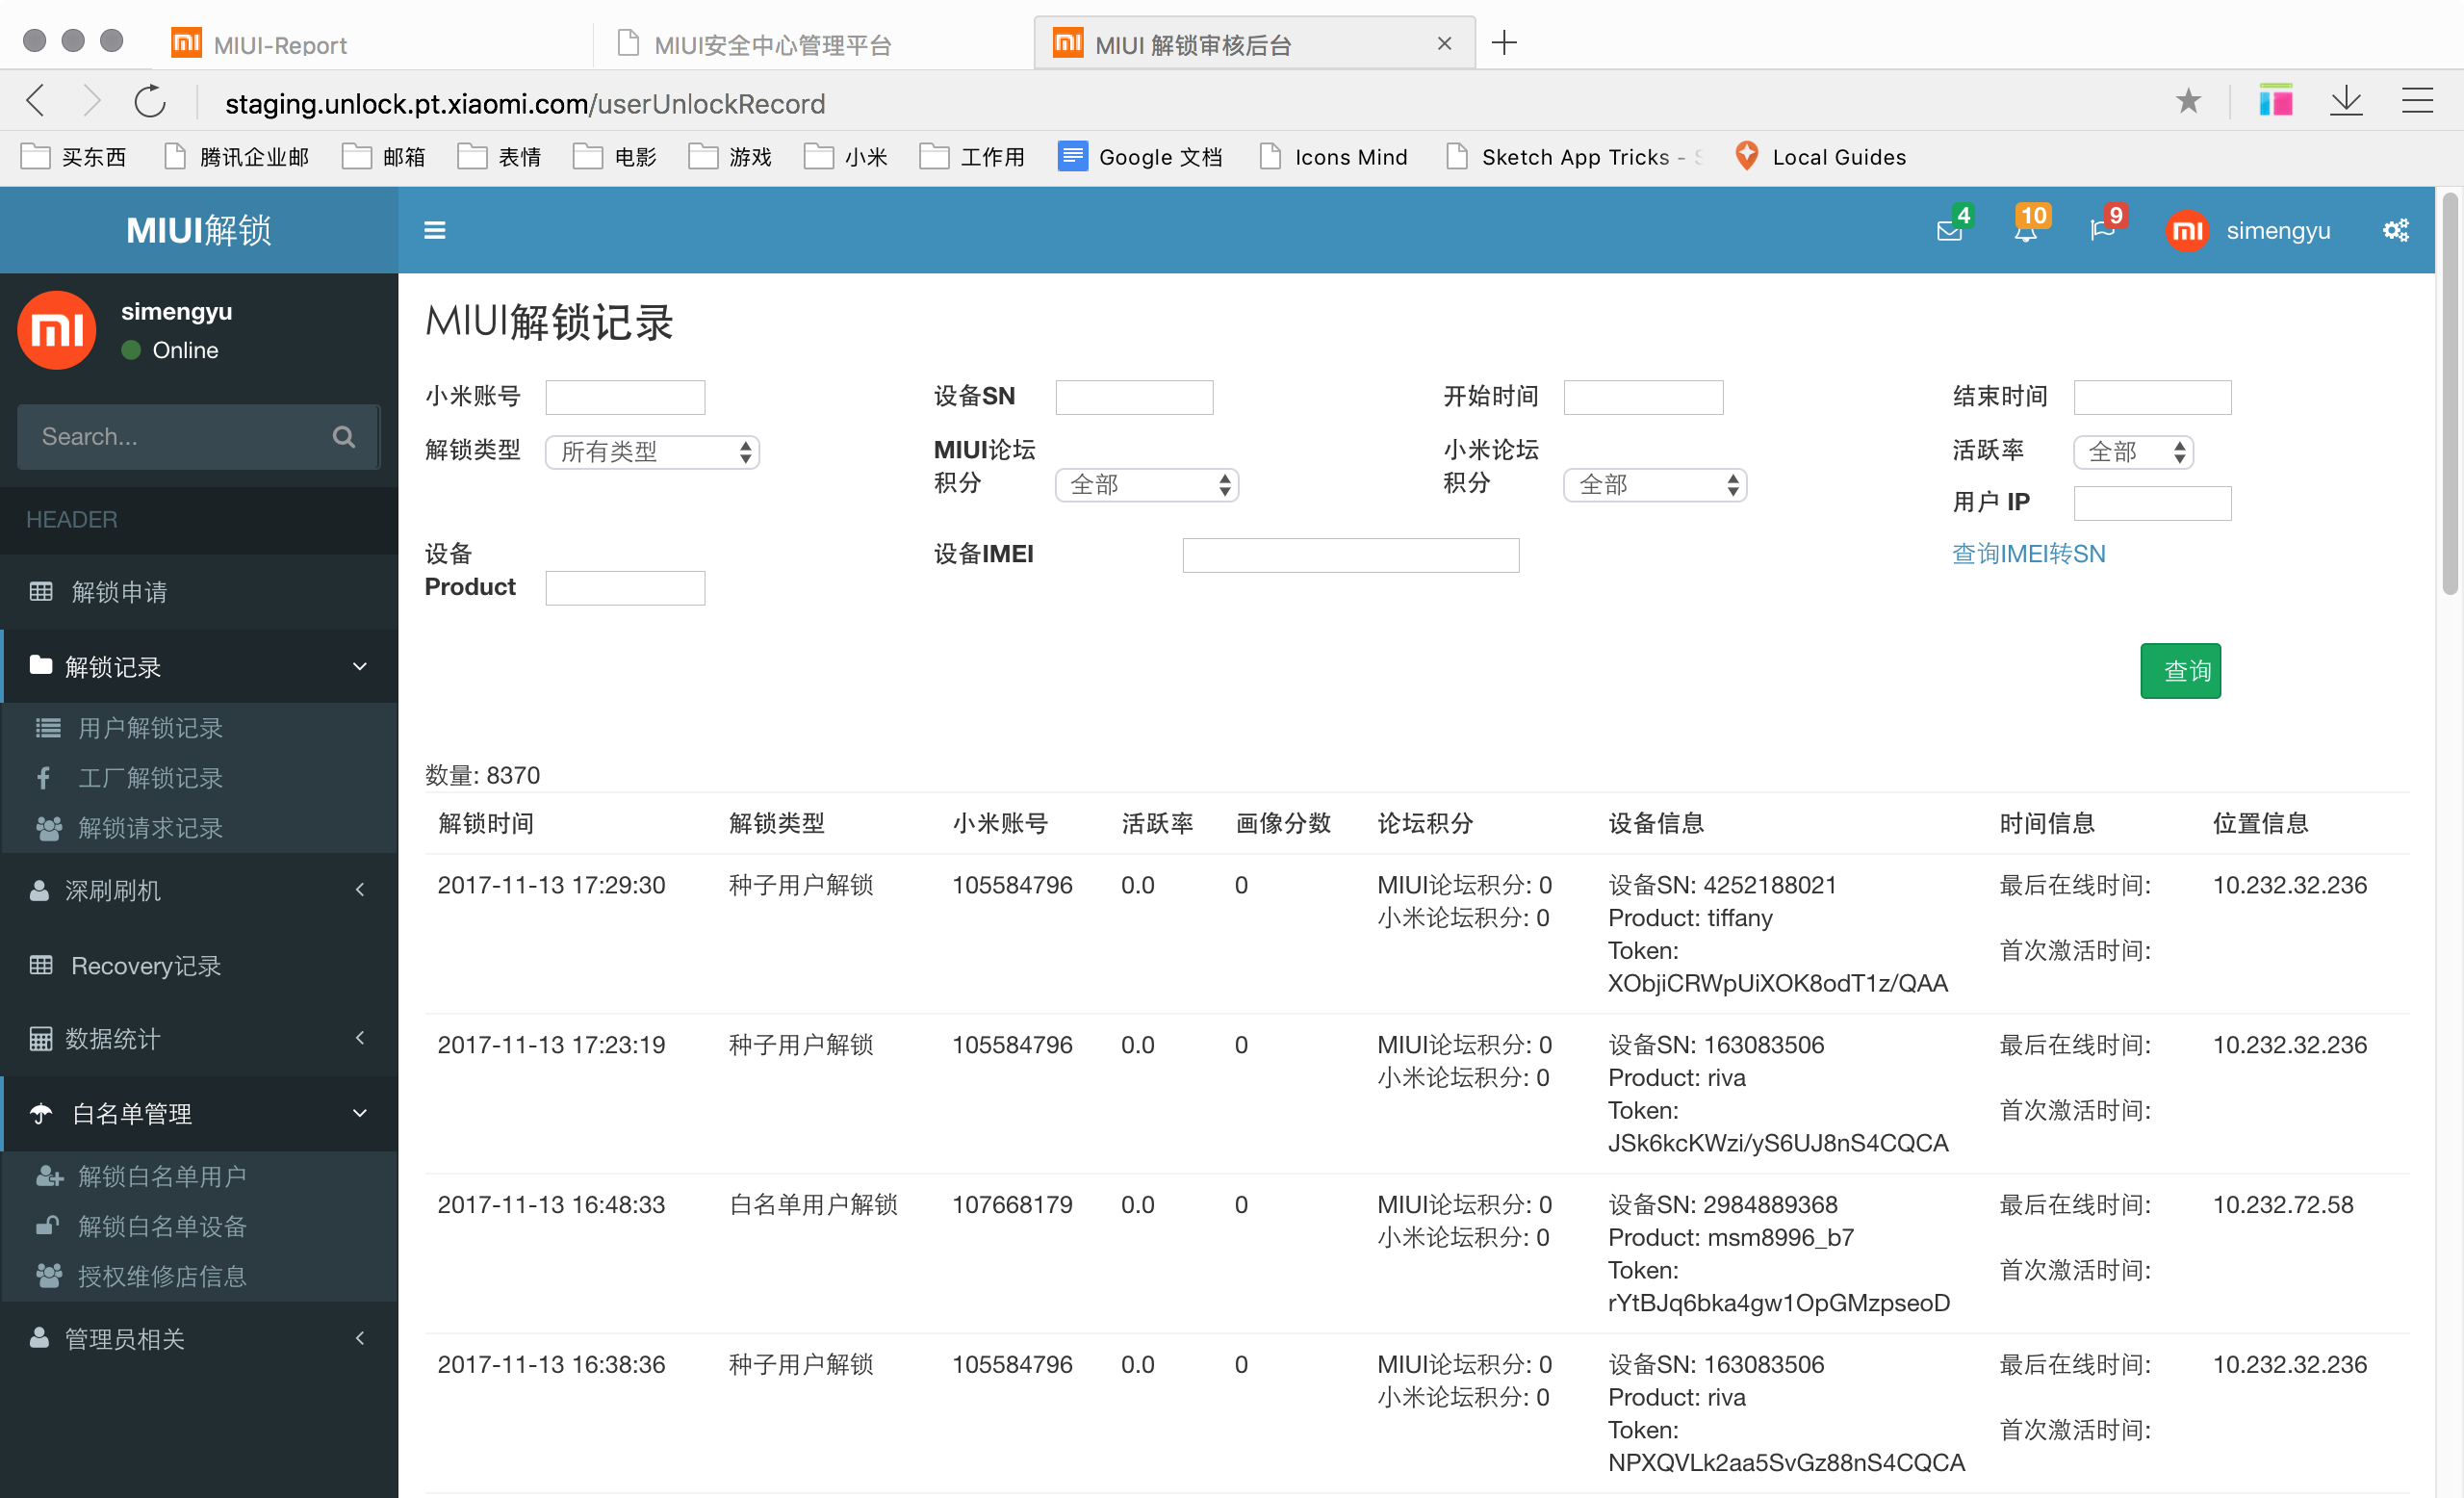 MIUI-Report
MIUI安全中心管理平台
MIUI 解锁审核后台
staging.unlock.pt.xiaomi.com/userUnlockRecord
买东西
腾讯企业邮
邮箱
表情
电影
游戏
小米
工作用
Google 文档
Icons Mind
Sketch App Tricks -
Local Guides
MIUI解锁
4
10
9
simengyu
simengyu
Online
Search...
HEADER
解锁申请
解锁记录
用户解锁记录
工厂解锁记录
解锁请求记录
深刷刷机
Recovery记录
数据统计
白名单管理
解锁白名单用户
解锁白名单设备
授权维修店信息
管理员相关
MIUI解锁记录
小米账号
设备SN
开始时间
结束时间
解锁类型
所有类型
MIUI论坛
积分
全部
小米论坛
积分
全部
活跃率
全部
用户 IP
设备
Product
设备IMEI
查询IMEI转SN
查询
数量: 8370
解锁时间 解锁类型 小米账号 活跃率 画像分数 论坛积分 设备信息 时间信息 位置信息
2017-11-13 17:29:30 种子用户解锁 105584796 0.0 0 MIUI论坛积分: 0 设备SN: 4252188021 最后在线时间: 10.232.32.236
小米论坛积分: 0 Product: tiffany
Token: 首次激活时间:
XObjiCRWpUiXOK8odT1z/QAA
2017-11-13 17:23:19 种子用户解锁 105584796 0.0 0 MIUI论坛积分: 0 设备SN: 163083506 最后在线时间: 10.232.32.236
小米论坛积分: 0 Product: riva
Token: 首次激活时间:
JSk6kcKWzi/yS6UJ8nS4CQCA
2017-11-13 16:48:33 白名单用户解锁 107668179 0.0 0 MIUI论坛积分: 0 设备SN: 2984889368 最后在线时间: 10.232.72.58
小米论坛积分: 0 Product: msm8996_b7
Token: 首次激活时间:
rYtBJq6bka4gw1OpGMzpseoD
2017-11-13 16:38:36 种子用户解锁 105584796 0.0 0 MIUI论坛积分: 0 设备SN: 163083506 最后在线时间: 10.232.32.236
小米论坛积分: 0 Product: riva
Token: 首次激活时间:
NPXQVLk2aa5SvGz88nS4CQCA